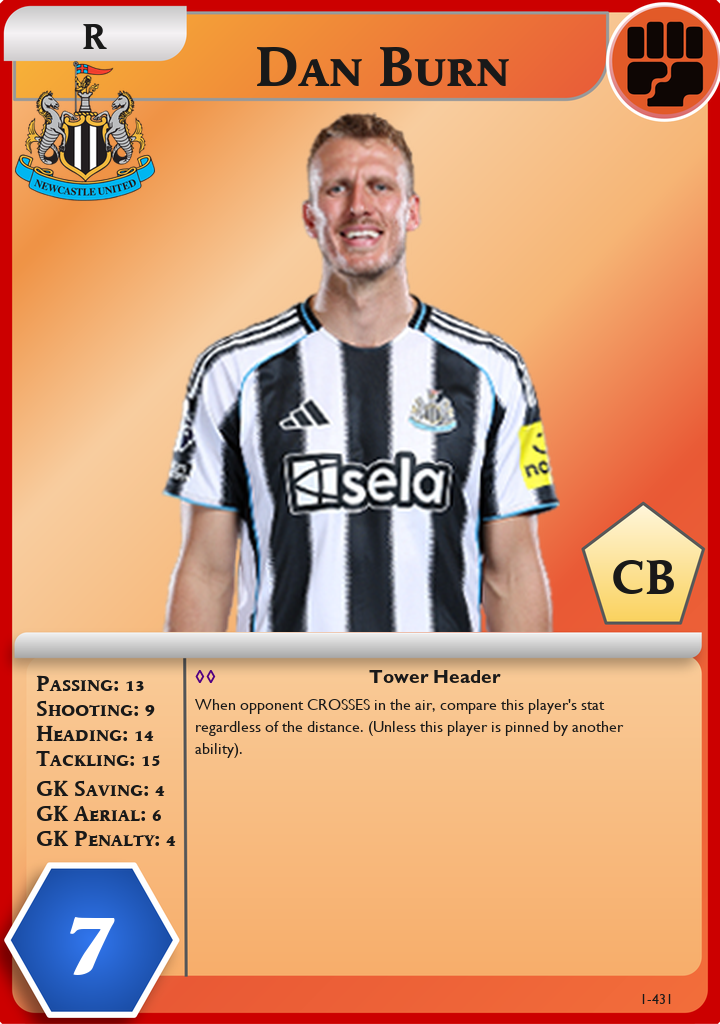 R
Dan Burn
NEWCASTLE UNITED
sela
no
CB
Passing: 13
Shooting: 9
Heading: 14
Tackling: 15
GK Saving: 4
GK Aerial: 6
GK Penalty: 4
7
Tower Header
When opponent CROSSES in the air, compare this player's stat
regardless of the distance. (Unless this player is pinned by another
ability).
1-431